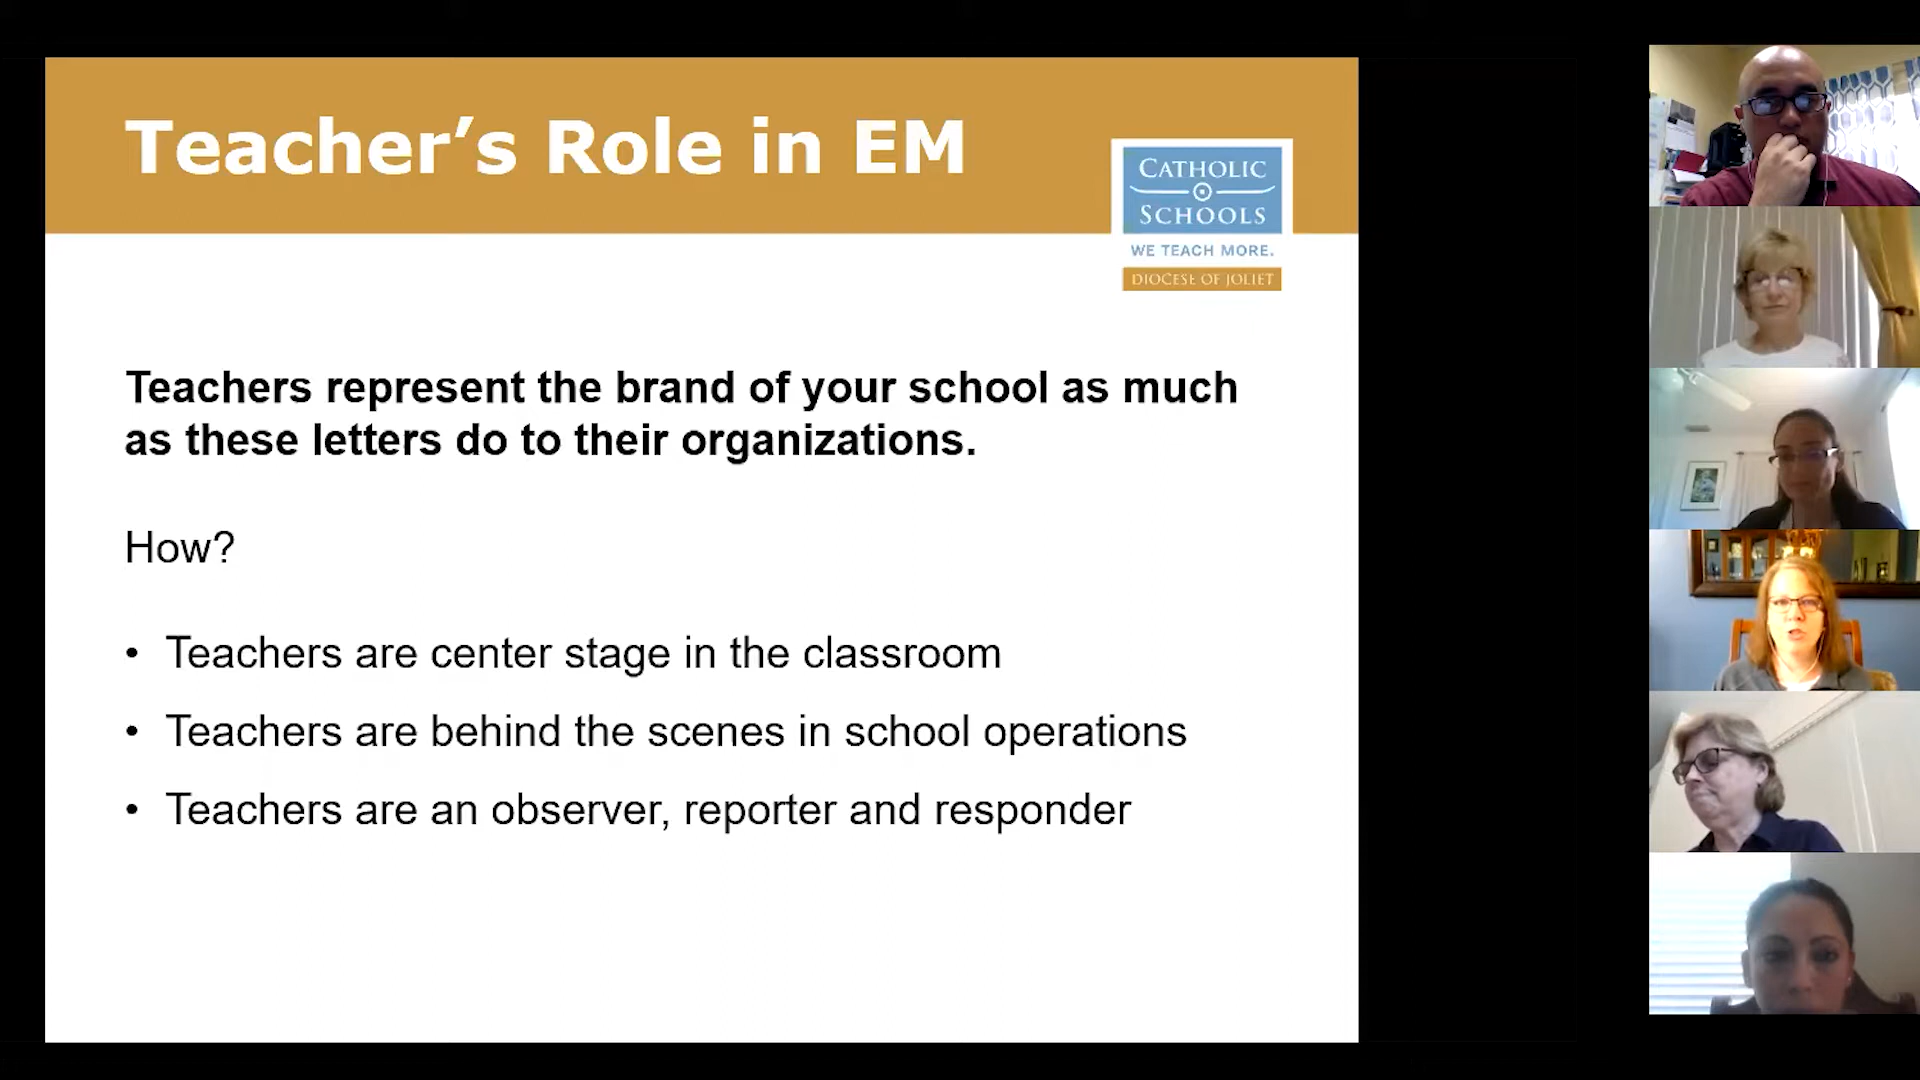 Teacher’s Role in EM
CATHOLIC
SCHOOLS
WE TEACH MORE.
DIOCESE OF JOLIET
Teachers represent the brand of your school as much
as these letters do to their organizations.
How?
• Teachers are center stage in the classroom
• Teachers are behind the scenes in school operations
• Teachers are an observer, reporter and responder